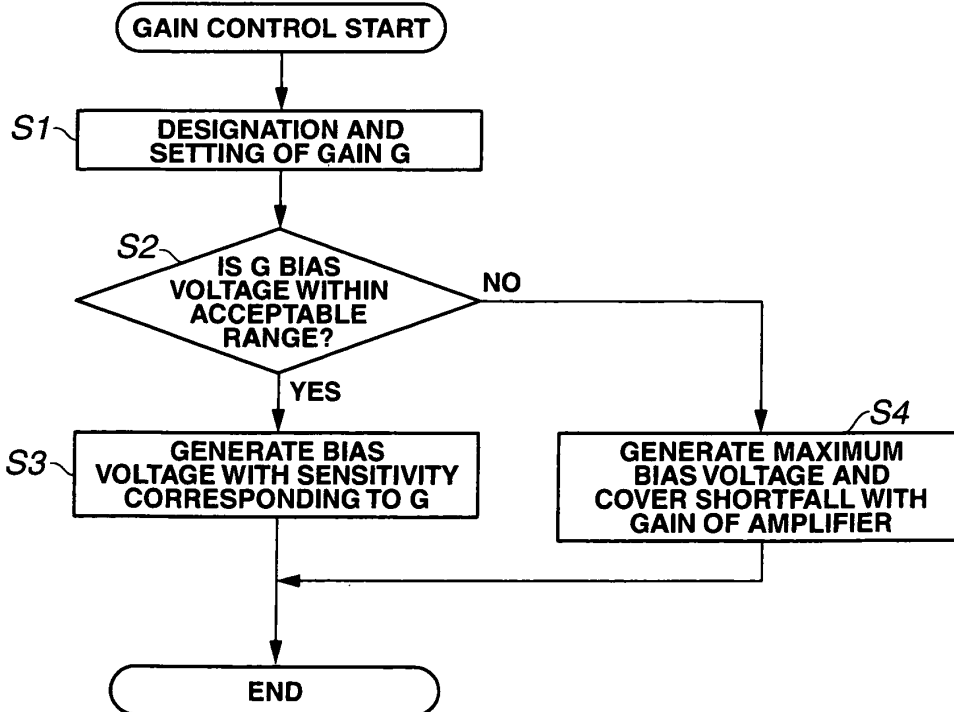 GAIN CONTROL START
S1
DESIGNATION AND
SETTING OF GAIN G
S2
IS G BIAS
VOLTAGE WITHIN
ACCEPTABLE
RANGE?
NO
YES
S3
GENERATE BIAS
VOLTAGE WITH SENSITIVITY
CORRESPONDING TO G
S4
GENERATE MAXIMUM
BIAS VOLTAGE AND
COVER SHORTFALL WITH
GAIN OF AMPLIFIER
END